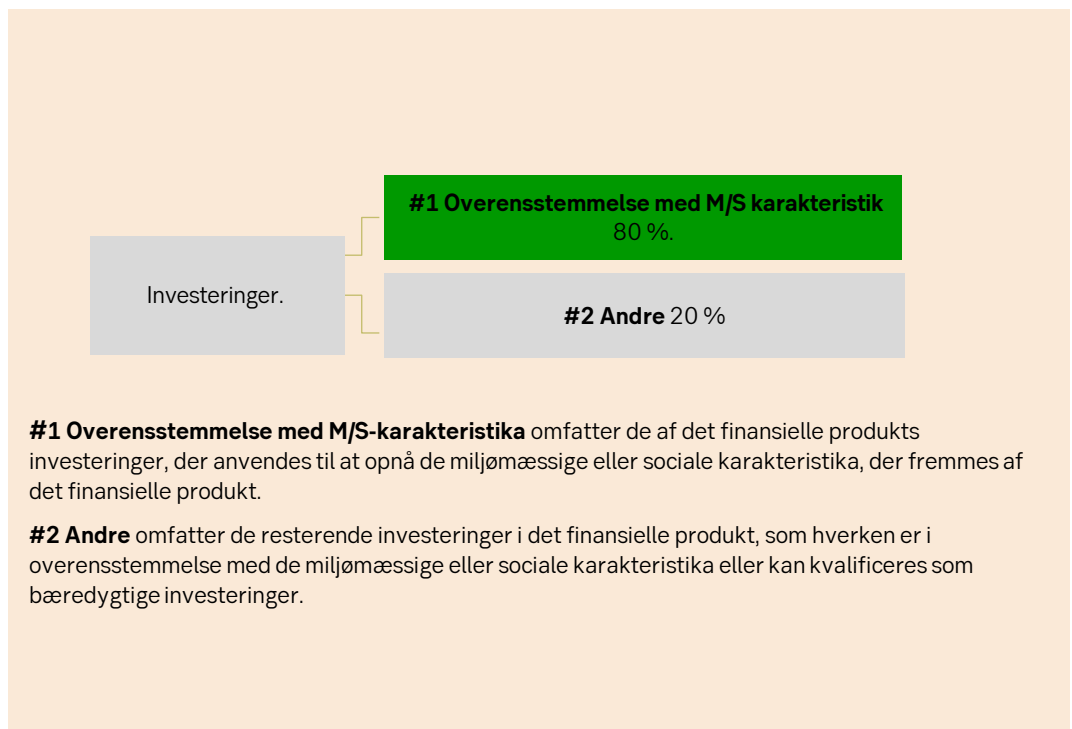 #1 Overensstemmelse med M/S karakteristik
80 %.
Investeringer.
#2 Andre 20 %
#1 Overensstemmelse med M/S-karakteristika omfatter de af det finansielle produkts
investeringer, der anvendes til at opnå de miljømæssige eller sociale karakteristika, der fremmes af
det finansielle produkt.
#2 Andre omfatter de resterende investeringer i det finansielle produkt, som hverken er i
overensstemmelse med de miljømæssige eller sociale karakteristika eller kan kvalificeres som
bæredygtige investeringer.